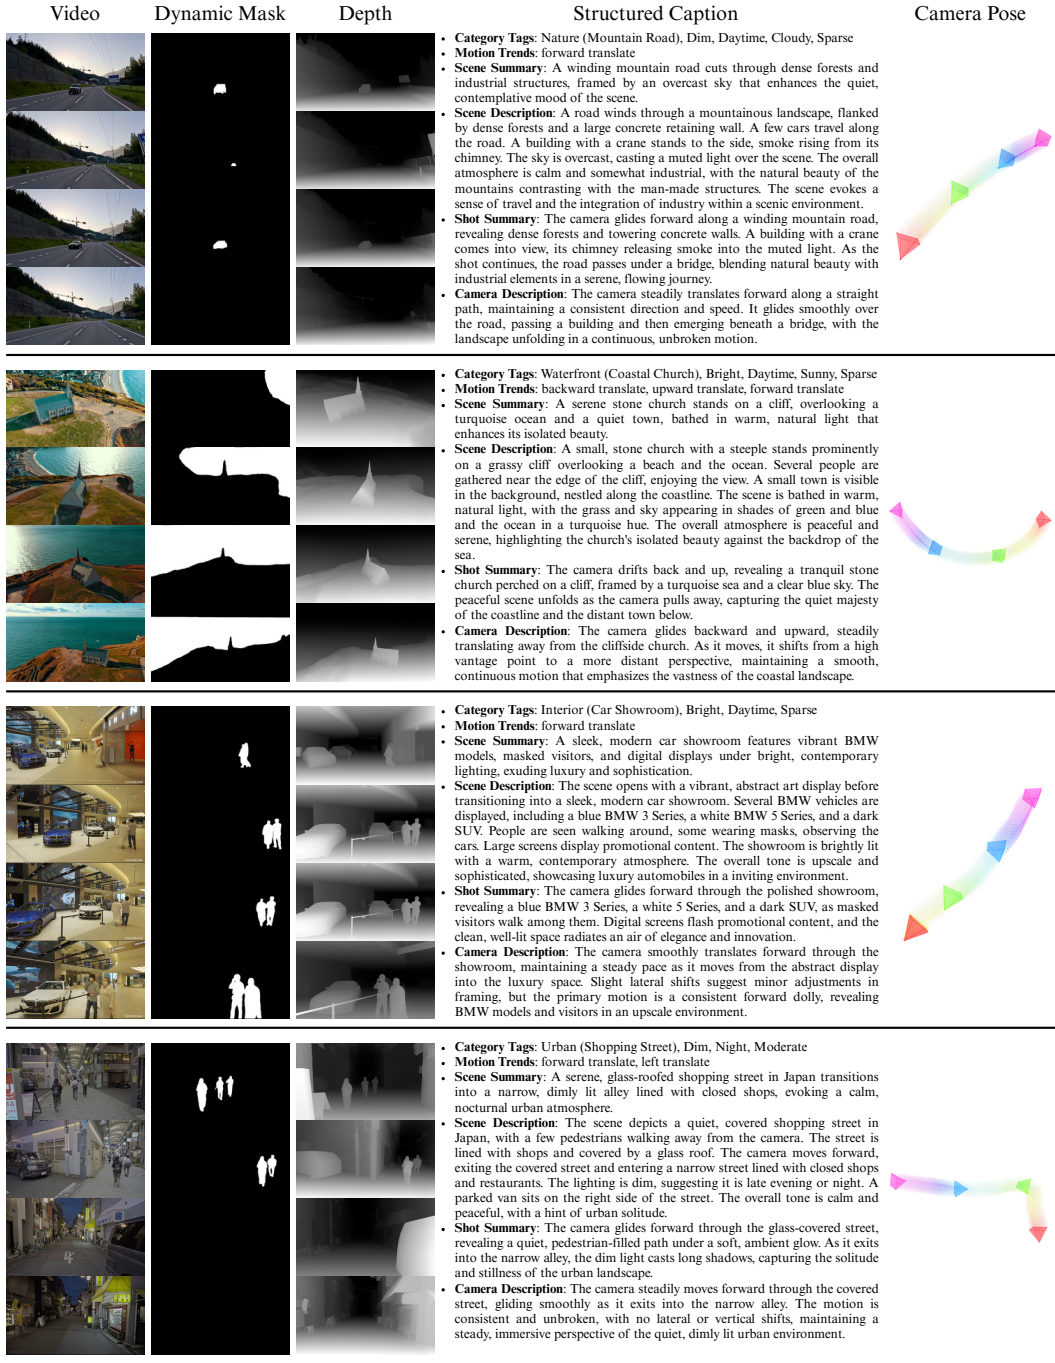 Video Dynamic Mask Depth Structured Caption Camera Pose
• Category Tags: Nature (Mountain Road), Dim, Daytime, Cloudy, Sparse
• Motion Trends: forward translate
• Scene Summary: A winding mountain road cuts through dense forests and
industrial structures, framed by an overcast sky that enhances the quiet,
contemplative mood of the scene.
• Scene Description: A road winds through a mountainous landscape, flanked
by dense forests and a large concrete retaining wall. A few cars travel along
the road. A building with a crane stands to the side, smoke rising from its
chimney. The sky is overcast, casting a muted light over the scene. The overall
atmosphere is calm and somewhat industrial, with the natural beauty of the
mountains contrasting with the man-made structures. The scene evokes a
sense of travel and the integration of industry within a scenic environment.
• Shot Summary: The camera glides forward along a winding mountain road,
revealing dense forests and towering concrete walls. A building with a crane
comes into view, its chimney releasing smoke into the muted light. As the
shot continues, the road passes under a bridge, blending natural beauty with
industrial elements in a serene, flowing journey.
• Camera Description: The camera steadily translates forward along a straight
path, maintaining a consistent direction and speed. It glides smoothly over
the road, passing a building and then emerging beneath a bridge, with the
landscape unfolding in a continuous, unbroken motion.
• Category Tags: Waterfront (Coastal Church), Bright, Daytime, Sunny, Sparse
• Motion Trends: backward translate, upward translate, forward translate
• Scene Summary: A serene stone church stands on a cliff, overlooking a
turquoise ocean and a quiet town, bathed in warm, natural light that
enhances its isolated beauty.
• Scene Description: A small, stone church with a steeple stands prominently
on a grassy cliff overlooking a beach and the ocean. Several people are
gathered near the edge of the cliff, enjoying the view. A small town is visible
in the background, nestled along the coastline. The scene is bathed in warm,
natural light, with the grass and sky appearing in shades of green and blue
and the ocean in a turquoise hue. The overall atmosphere is peaceful and
serene, highlighting the church's isolated beauty against the backdrop of the
sea.
• Shot Summary: The camera drifts back and up, revealing a tranquil stone
church perched on a cliff, framed by a turquoise sea and a clear blue sky. The
peaceful scene unfolds as the camera pulls away, capturing the quiet majesty
of the coastline and the distant town below.
• Camera Description: The camera glides backward and upward, steadily
translating away from the cliffside church. As it moves, it shifts from a high
vantage point to a more distant perspective, maintaining a smooth,
continuous motion that emphasizes the vastness of the coastal landscape.
• Category Tags: Interior (Car Showroom), Bright, Daytime, Sparse
• Motion Trends: forward translate
• Scene Summary: A sleek, modern car showroom features vibrant BMW
models, masked visitors, and digital displays under bright, contemporary
lighting, exuding luxury and sophistication.
• Scene Description: The scene opens with a vibrant, abstract art display before
transitioning into a sleek, modern car showroom. Several BMW vehicles are
displayed, including a blue BMW 3 Series, a white BMW 5 Series, and a dark
SUV. People are seen walking around, some wearing masks, observing the
cars. Large screens display promotional content. The showroom is brightly lit
with a warm, contemporary atmosphere. The overall tone is upscale and
sophisticated, showcasing luxury automobiles in a inviting environment.
• Shot Summary: The camera glides forward through the polished showroom,
revealing a blue BMW 3 Series, a white 5 Series, and a dark SUV, as masked
visitors walk among them. Digital screens flash promotional content, and the
clean, well-lit space radiates an air of elegance and innovation.
• Camera Description: The camera smoothly translates forward through the
showroom, maintaining a steady pace as it moves from the abstract display
into the luxury space. Slight lateral shifts suggest minor adjustments in
framing, but the primary motion is a consistent forward dolly, revealing
BMW models and visitors in an upscale environment.
• Category Tags: Urban (Shopping Street), Dim, Night, Moderate
• Motion Trends: forward translate, left translate
• Scene Summary: A serene, glass-roofed shopping street in Japan transitions
into a narrow, dimly lit alley lined with closed shops, evoking a calm,
nocturnal urban atmosphere.
• Scene Description: The scene depicts a quiet, covered shopping street in
Japan, with a few pedestrians walking away from the camera. The street is
lined with shops and covered by a glass roof. The camera moves forward,
exiting the covered street and entering a narrow street lined with closed shops
and restaurants. The lighting is dim, suggesting it is late evening or night. A
parked van sits on the right side of the street. The overall tone is calm and
peaceful, with a hint of urban solitude.
• Shot Summary: The camera glides forward through the glass-covered street,
revealing a quiet, pedestrian-filled path under a soft, ambient glow. As it exits
into the narrow alley, the dim light casts long shadows, capturing the solitude
and stillness of the urban landscape.
• Camera Description: The camera steadily moves forward through the covered
street, gliding smoothly as it exits into the narrow alley. The motion is
consistent and unbroken, with no lateral or vertical shifts, maintaining a
steady, immersive perspective of the quiet, dimly lit urban environment.